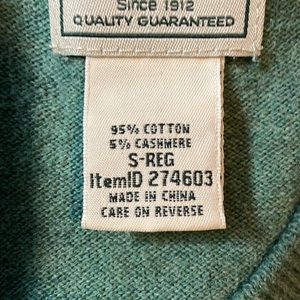 Since 1912
QUALITY GUARANTEED
95% COTTON
5% CASHMERE
S-REG
ItemID 274603
MADE IN CHINA
CARE ON REVERSE